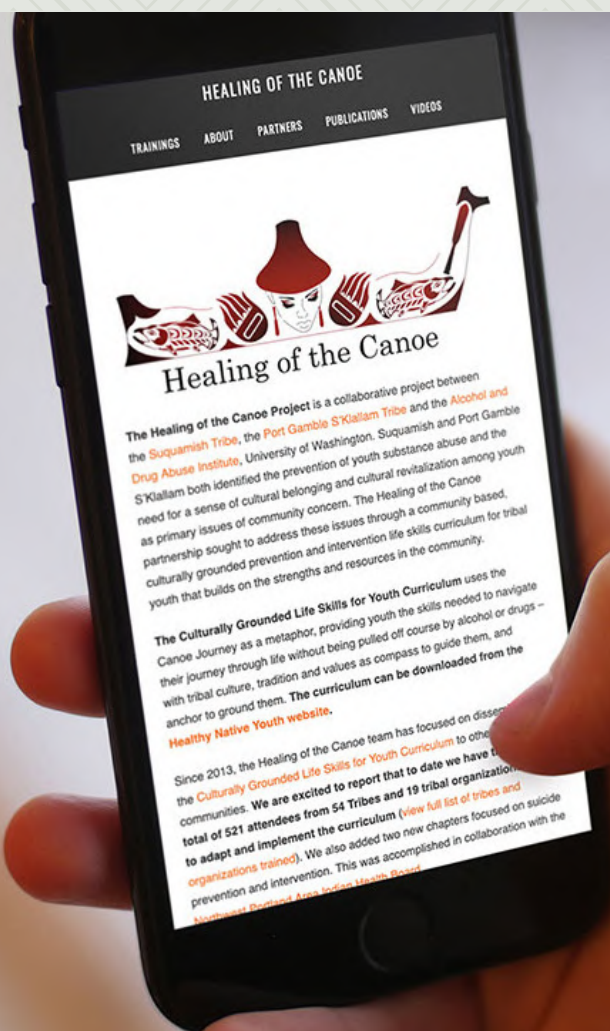 HEALING OF THE CANOE
TRAININGS ABOUT PARTNERS PUBLICATIONS VIDEOS
Healing of the Canoe
The Healing of the Canoe Project is a collaborative project between
the Suquamish Tribe, the Port Gamble S'Klallam Tribe and the Alcohol and
Drug Abuse Institute, University of Washington. Suquamish and Port Gamble
S'Klallam both identified the prevention of youth substance abuse and the
need for a sense of cultural belonging and cultural revitalization among youth
as primary issues of community concern. The Healing of the Canoe
partnership sought to address these issues through a community based,
culturally grounded prevention and intervention life skills curriculum for tribal
youth that builds on the strengths and resources in the community.
The Culturally Grounded Life Skills for Youth Curriculum uses the
Canoe Journey as a metaphor, providing youth the skills needed to navigate
their journey through life without being pulled off course by alcohol or drugs –
with tribal culture, tradition and values as compass to guide them, and
anchor to ground them. The curriculum can be downloaded from the
Healthy Native Youth website.
Since 2013, the Healing of the Canoe team has focused on
the Culturally Grounded Life Skills for Youth Curriculum to
communities. We are excited to report that to date we have
total of 521 attendees from 54 Tribes and 19 tribal
to adapt and implement the curriculum (view full list of tribes and
organizations trained). We also added two new chapters focused on suicide
prevention and intervention. This was accomplished in collaboration with the
Northwest Portland Area Indian Health Board